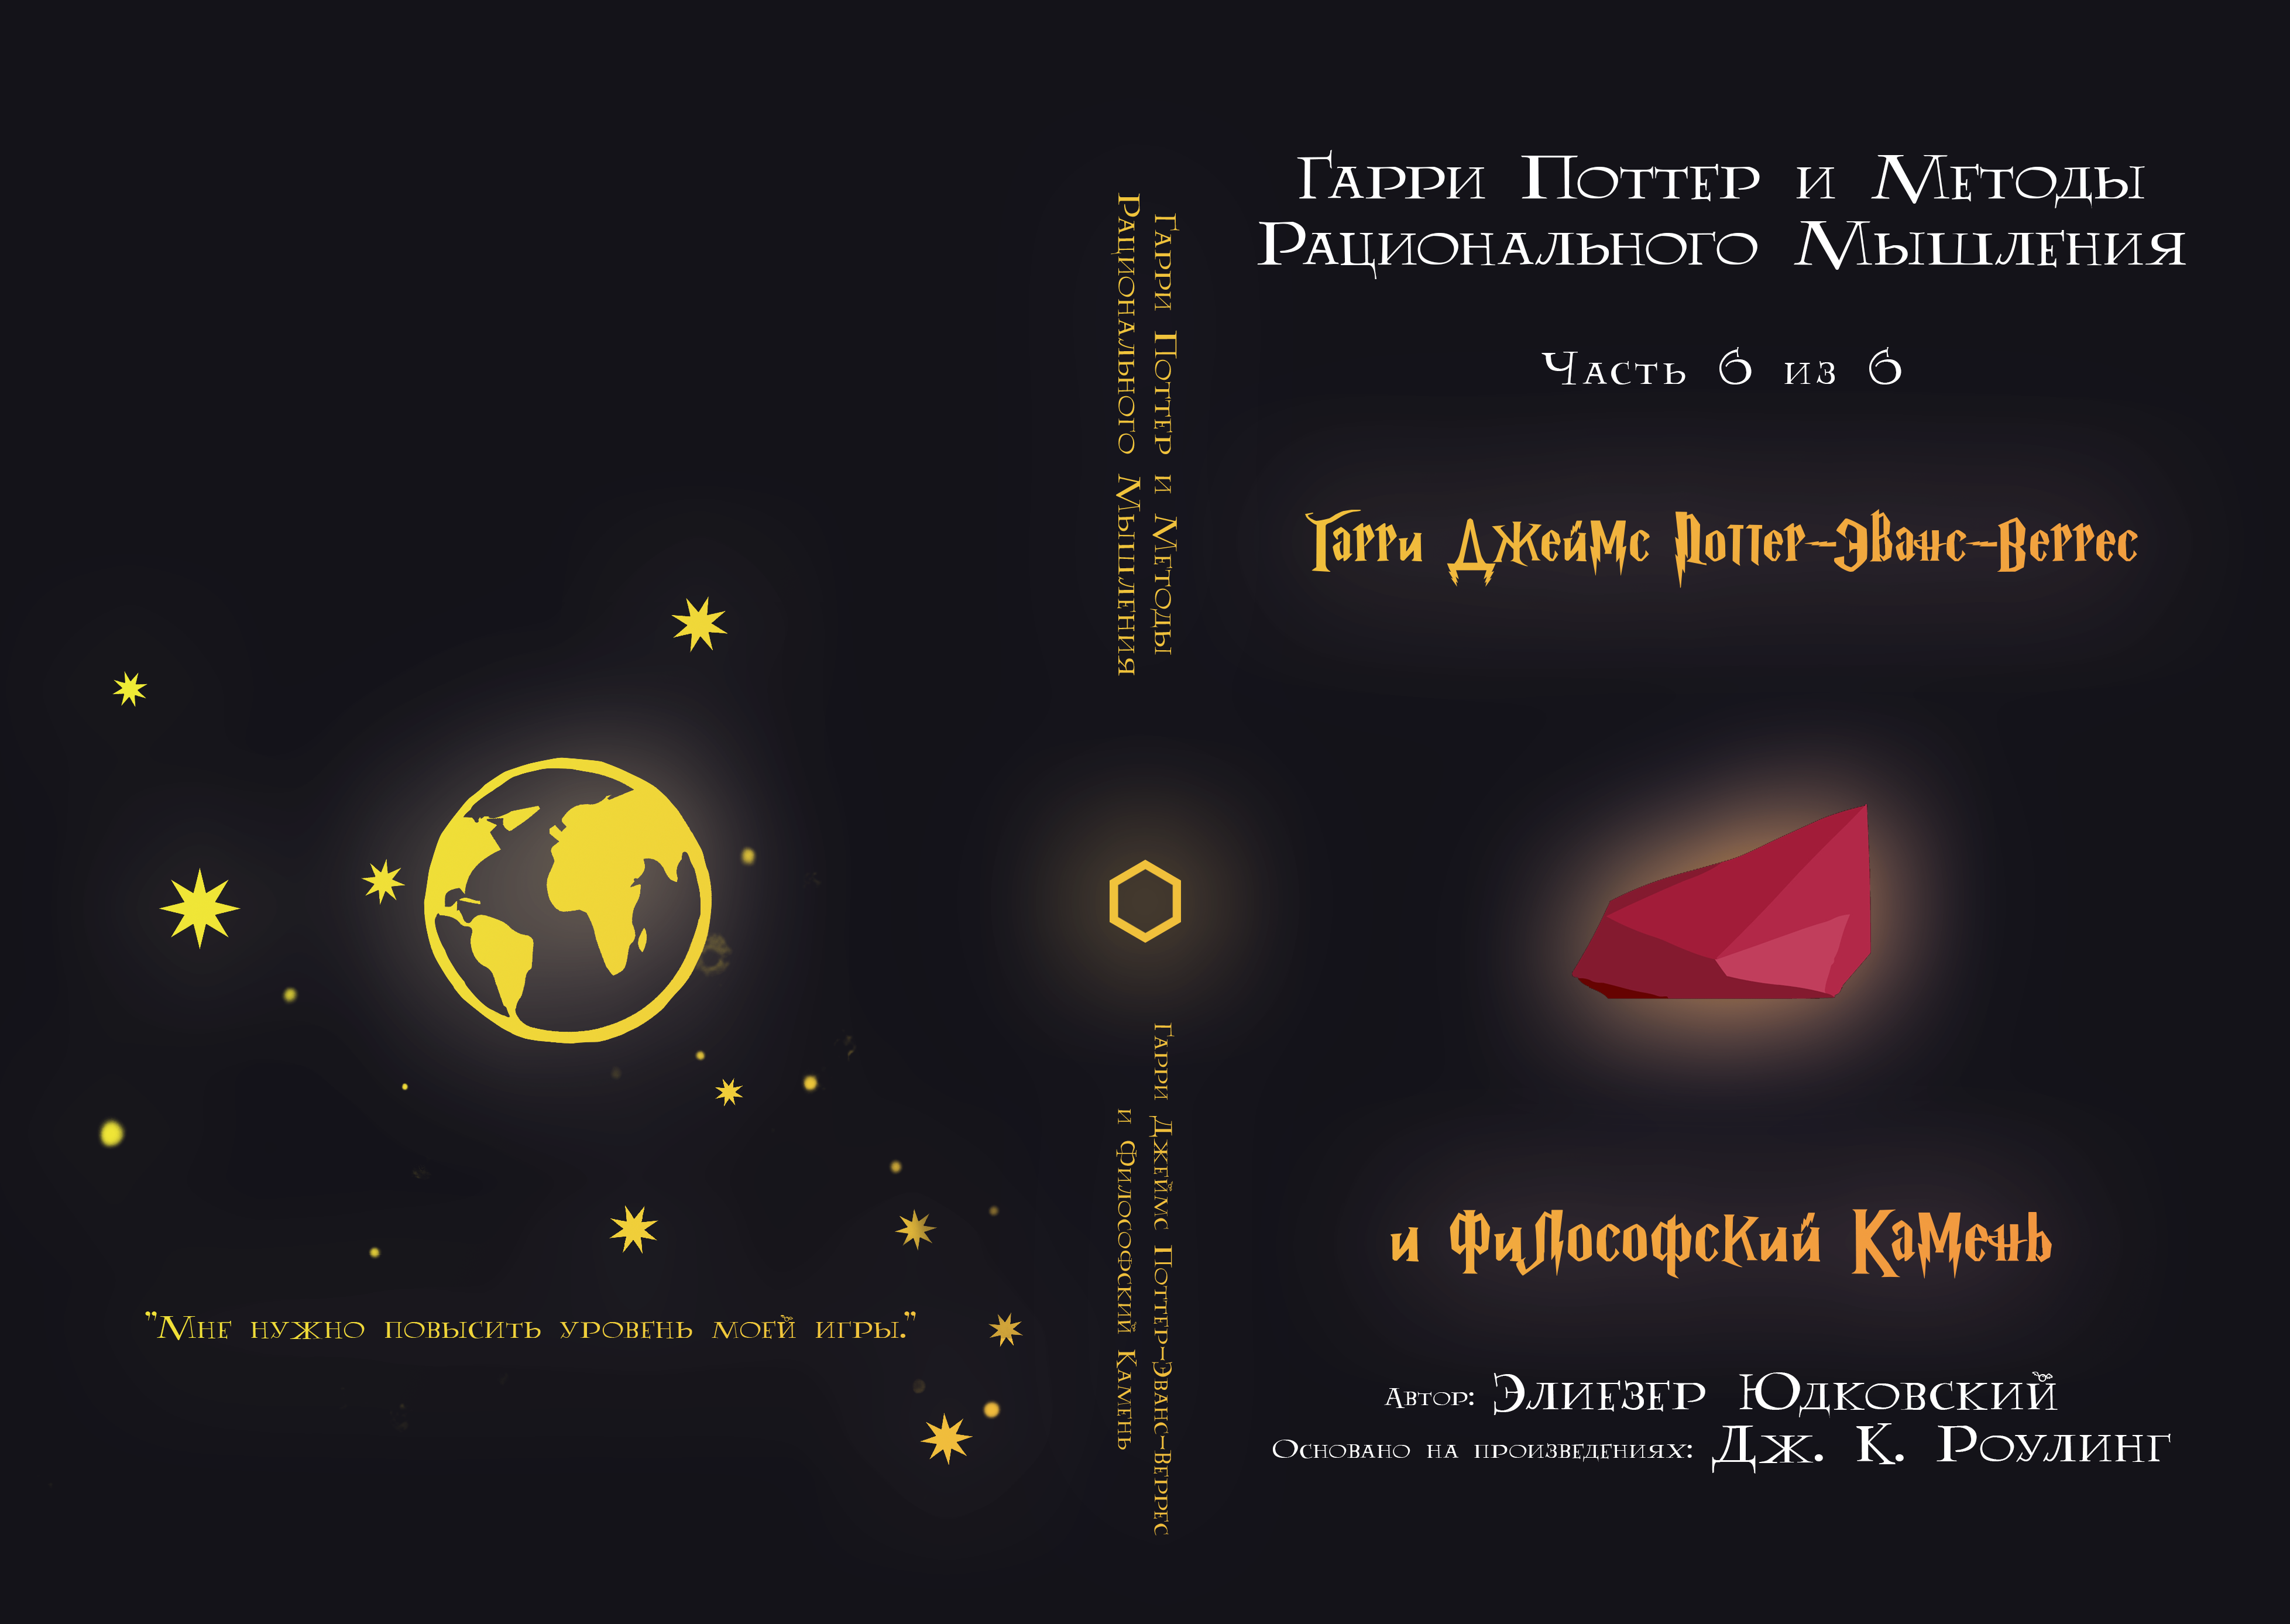 "Мне нужно повысить уровень моей игры."
Гарри Поттер и Методы
Рационального Мышления
Гарри Джеймс Поттер-Эванс-Веррес
и Философский Камень
Гарри Поттер и Методы
Рационального Мышления
Часть 6 из 6
Гарри Джеймс Поттер-Эванс-Веррес
и Философский Камень
Автор: Элиезер Юдковский
Основано на произведениях: Дж. К. Роулинг